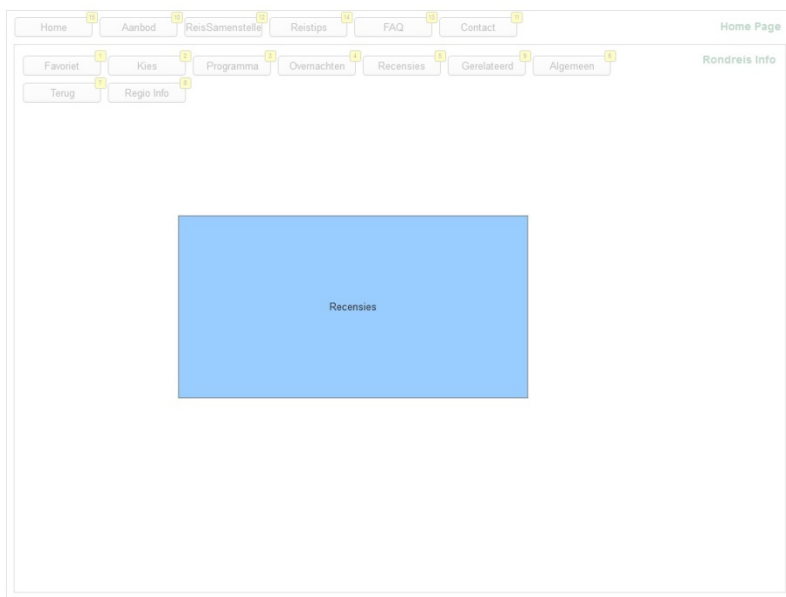 Home Aanbod ReisSamenstelle Reistips FAQ Contact Home Page
Favoriet Kies Programma Overnachten Recensies Gerelateerd Algemeen Rondreis Info
Terug Regio Info
Recensies